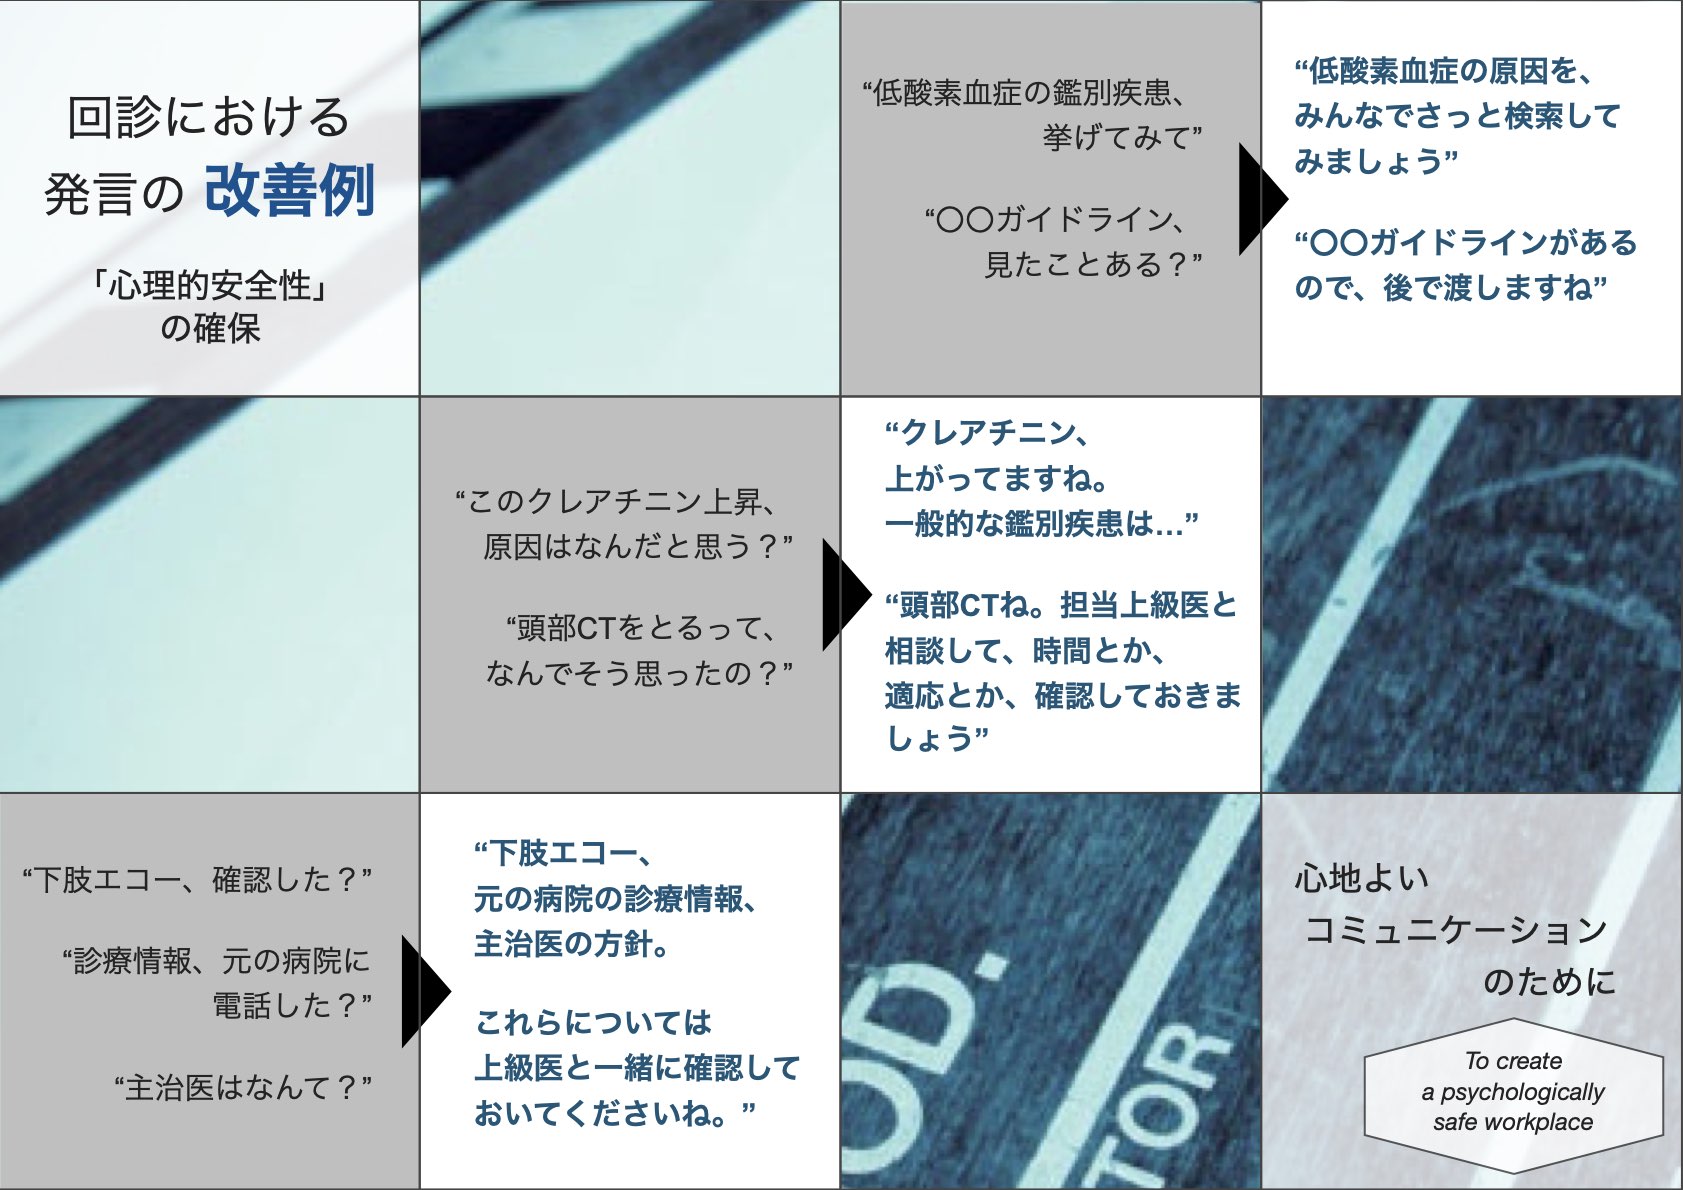 回診における
発言の 改善例
「心理的安全性」
の確保
“低酸素血症の鑑別疾患、
挙げてみて”
“〇〇ガイドライン、
見たことある？”
“低酸素血症の原因を、
みんなでさっと検索して
みましょう”
“〇〇ガイドラインがある
ので、後で渡しますね”
“このクレアチニン上昇、
原因はなんだと思う？”
“頭部CTをとるって、
なんでそう思ったの？”
“クレアチニン、
上がってますね。
一般的な鑑別疾患は…”
“頭部CTね。担当上級医と
相談して、時間とか、
適応とか、確認しておきま
しょう”
“下肢エコー、確認した？”
“診療情報、元の病院に
電話した？”
“主治医はなんて？”
“下肢エコー、
元の病院の診療情報、
主治医の方針。
これらについては
上級医と一緒に確認して
おいてくださいね。”
OD.
TOR
心地よい
コミュニケーション
のために
To create
a psychologically
safe workplace